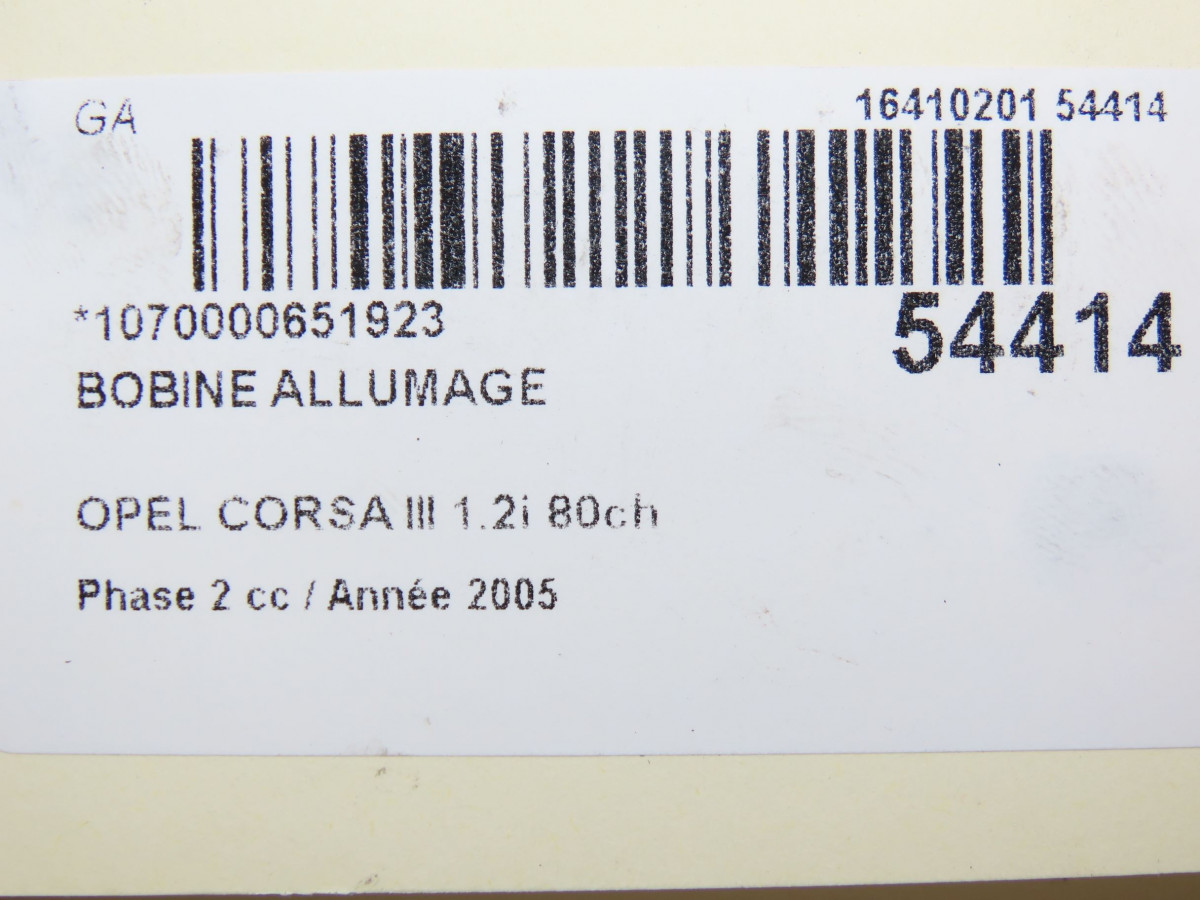 GA
16410201 54414
*1070000651923
54414
BOBINE ALLUMAGE
OPEL CORSA III 1.2i 80ch
Phase 2 cc / Année 2005